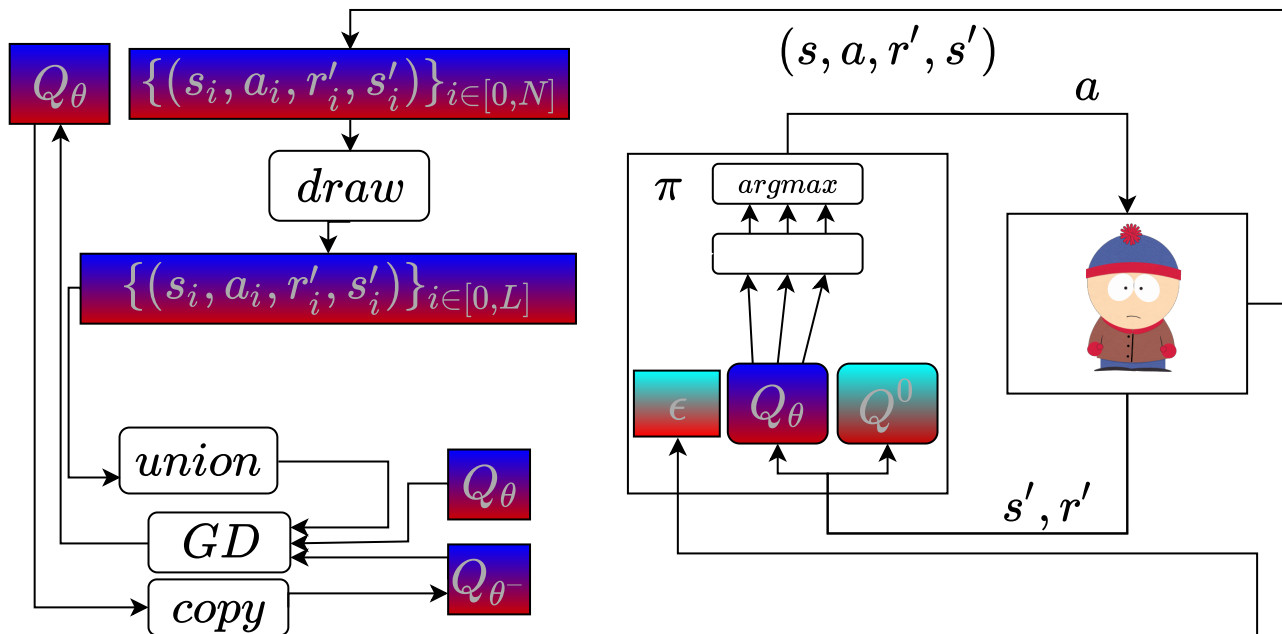 (s, a, r′, s′)
Q_θ
{(s_i, a_i, r′_i, s′_i)}_{i∈[0,N]}
a
draw
π
argmax
{(s_i, a_i, r′_i, s′_i)}_{i∈[0,L]}
ϵ
Q_θ
Q^0
union
Q_θ
s′, r′
GD
Q_{θ^-}
copy